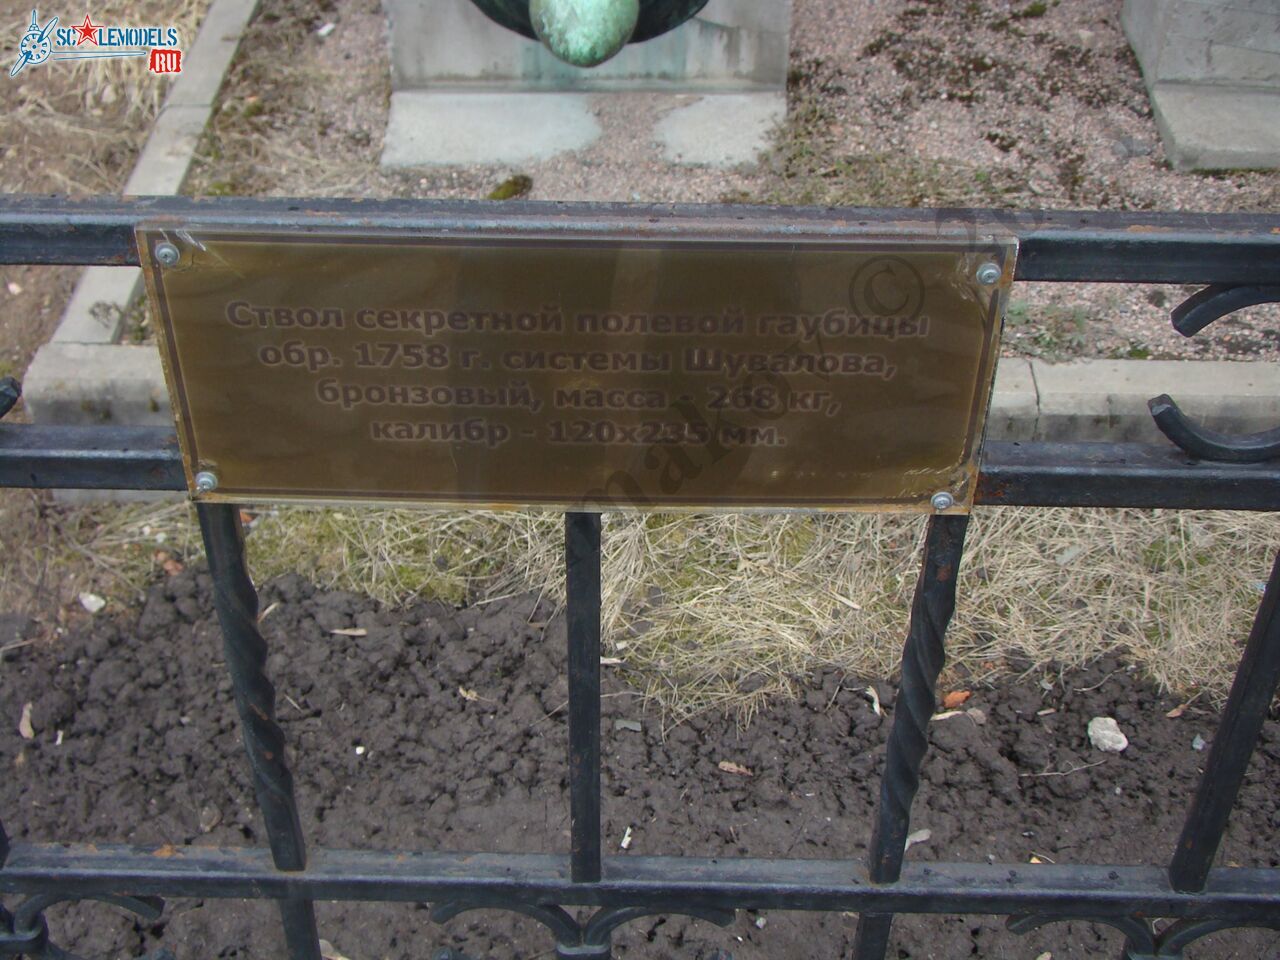 SCALEMODELS
RU
Ствол секретной полевой гаубицы
обр. 1758 г. системы Шувалова,
бронзовый, масса - 268 кг,
калибр - 120х235 мм.